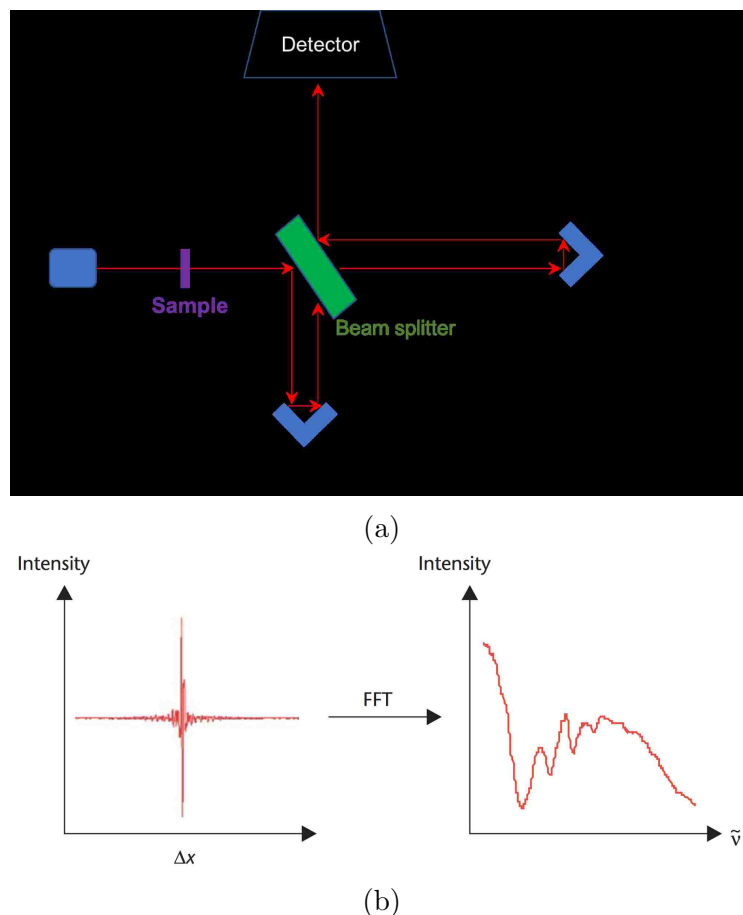 Detector
Sample
Beam splitter
(a)
Intensity
Intensity
FFT
Δx
ṽ
(b)